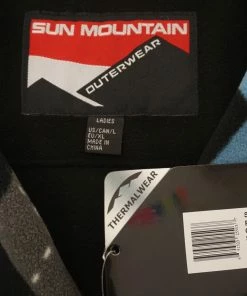 SUN MOUNTAIN
OUTERWEAR
LADIES
US/CAN/L
EU/XL
MADE IN
CHINA
THERMALWEAR